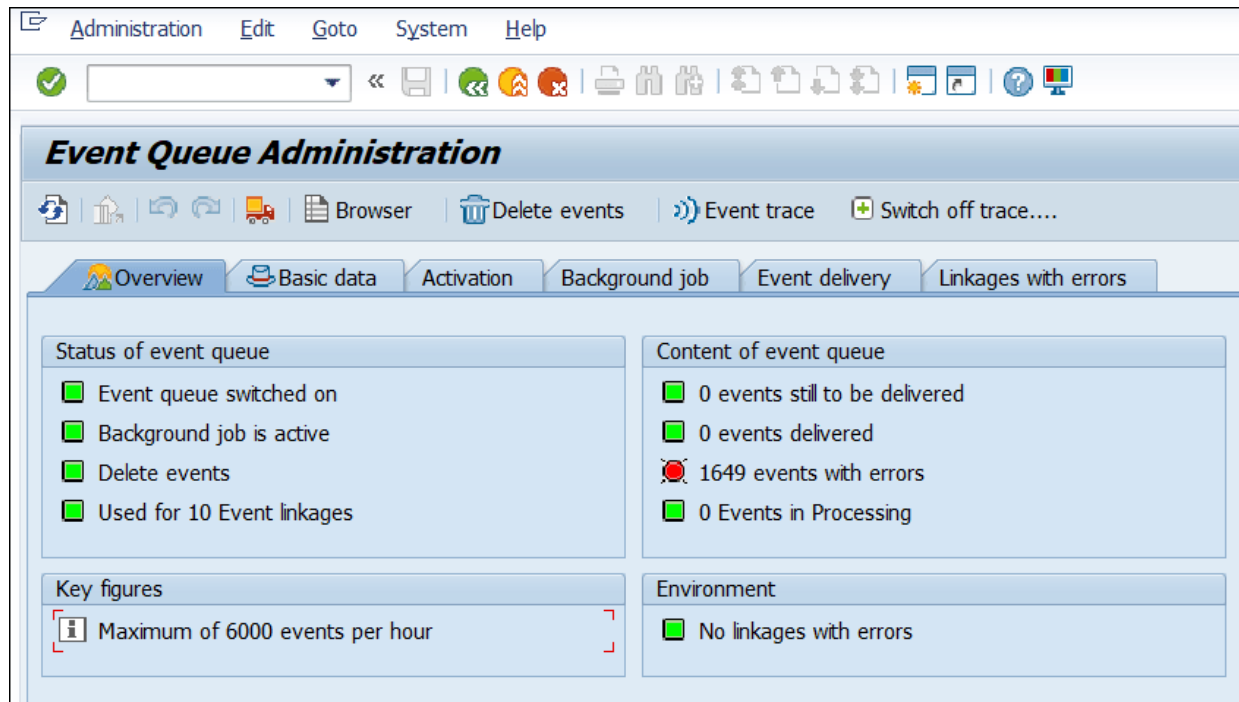 Administration Edit Goto System Help
Event Queue Administration
Browser Delete events Event trace Switch off trace....
Overview Basic data Activation Background job Event delivery Linkages with errors
Status of event queue
Event queue switched on
Background job is active
Delete events
Used for 10 Event linkages
Content of event queue
0 events still to be delivered
0 events delivered
1649 events with errors
0 Events in Processing
Key figures
Maximum of 6000 events per hour
Environment
No linkages with errors